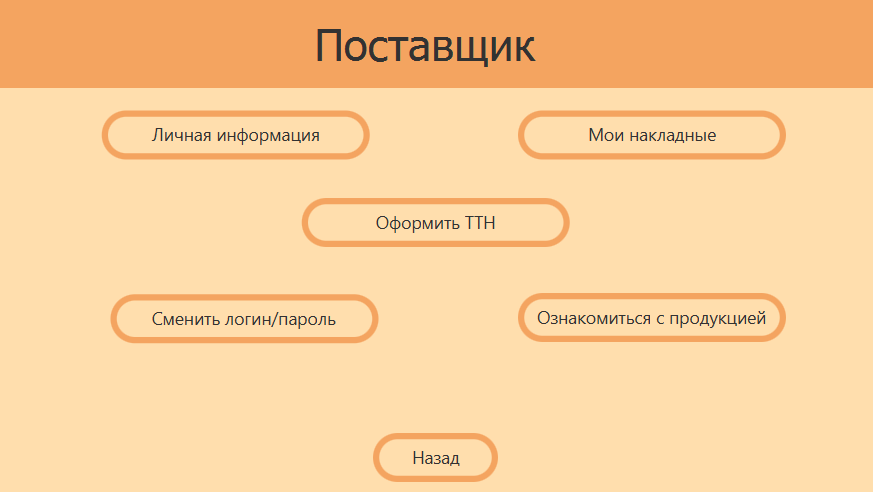 Поставщик
Личная информация
Мои накладные
Оформить ТТН
Сменить логин/пароль
Ознакомиться с продукцией
Назад